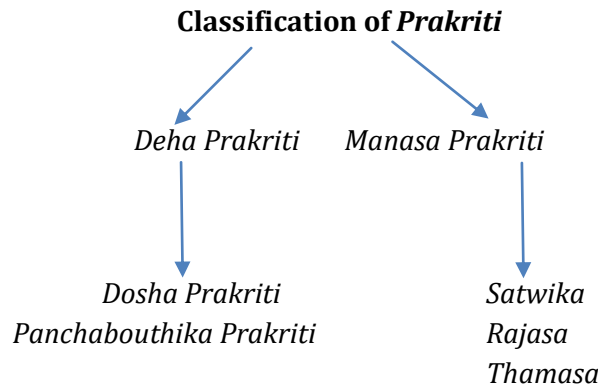 Classification of Prakriti
Deha Prakriti Manasa Prakriti
Dosha Prakriti
Panchabouthika Prakriti
Satwika
Rajasa
Thamasa